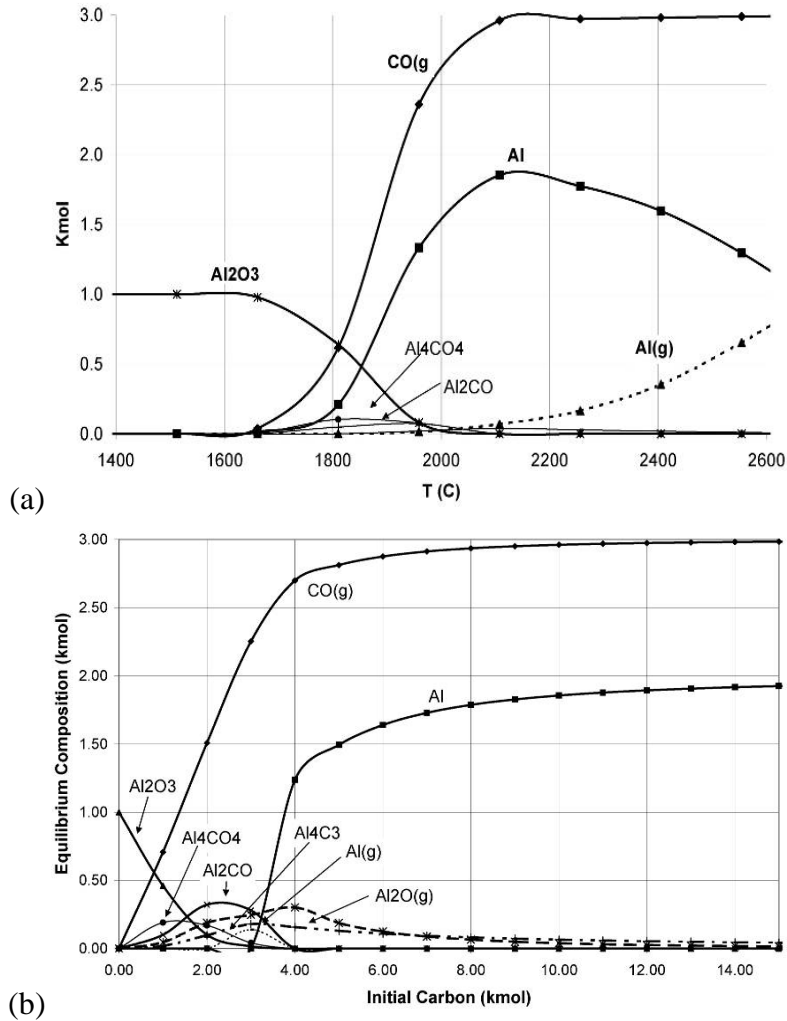 3.0
CO(g
2.5
2.0
Al
Kmol
1.5
Al2O3
1.0
Al4CO4
Al(g)
0.5
Al2CO
0.0
1400 1600 1800 2000 2200 2400 2600
T (C)
(a)
3.00
CO(g)
2.50
2.00
Al
Equilibrium Composition (kmol)
1.50
Al2O3
1.00
Al4CO4
Al4C3
Al2CO
Al(g)
0.50
Al2O(g)
0.00
0.00 2.00 4.00 6.00 8.00 10.00 12.00 14.00
Initial Carbon (kmol)
(b)